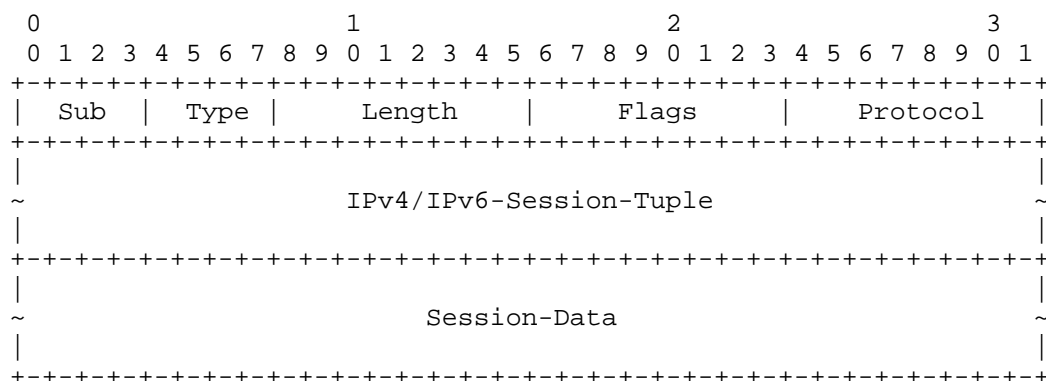 0                   1                   2                   3
 0 1 2 3 4 5 6 7 8 9 0 1 2 3 4 5 6 7 8 9 0 1 2 3 4 5 6 7 8 9 0 1
+-+-+-+-+-+-+-+-+-+-+-+-+-+-+-+-+-+-+-+-+-+-+-+-+-+-+-+-+-+-+-+-+
|  Sub  |  Type |     Length    |     Flags     |    Protocol   |
+-+-+-+-+-+-+-+-+-+-+-+-+-+-+-+-+-+-+-+-+-+-+-+-+-+-+-+-+-+-+-+-+
|                                                               |
~                    IPv4/IPv6-Session-Tuple                    ~
|                                                               |
+-+-+-+-+-+-+-+-+-+-+-+-+-+-+-+-+-+-+-+-+-+-+-+-+-+-+-+-+-+-+-+-+
|                                                               |
~                         Session-Data                          ~
|                                                               |
+-+-+-+-+-+-+-+-+-+-+-+-+-+-+-+-+-+-+-+-+-+-+-+-+-+-+-+-+-+-+-+-+